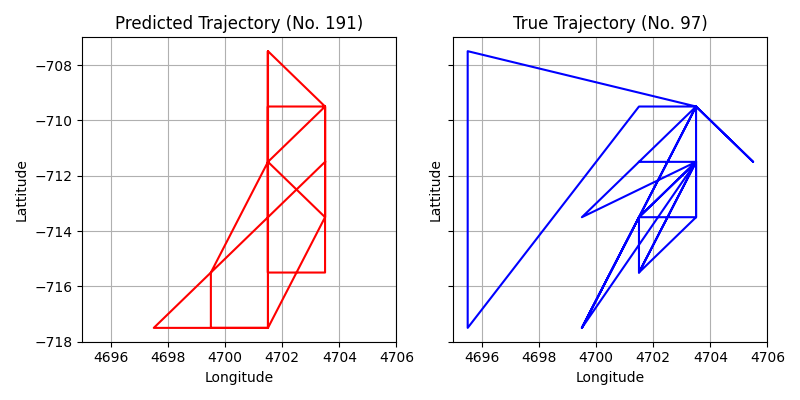 Predicted Trajectory (No. 191)
True Trajectory (No. 97)
Lattitude
−708
−710
−712
−714
−716
−718
4696 4698 4700 4702 4704 4706
Longitude
Lattitude
4696 4698 4700 4702 4704 4706
Longitude